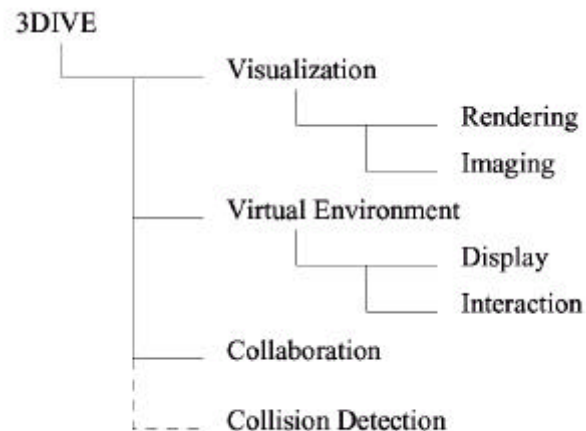 3DIVE
Visualization
Rendering
Imaging
Virtual Environment
Display
Interaction
Collaboration
Collision Detection